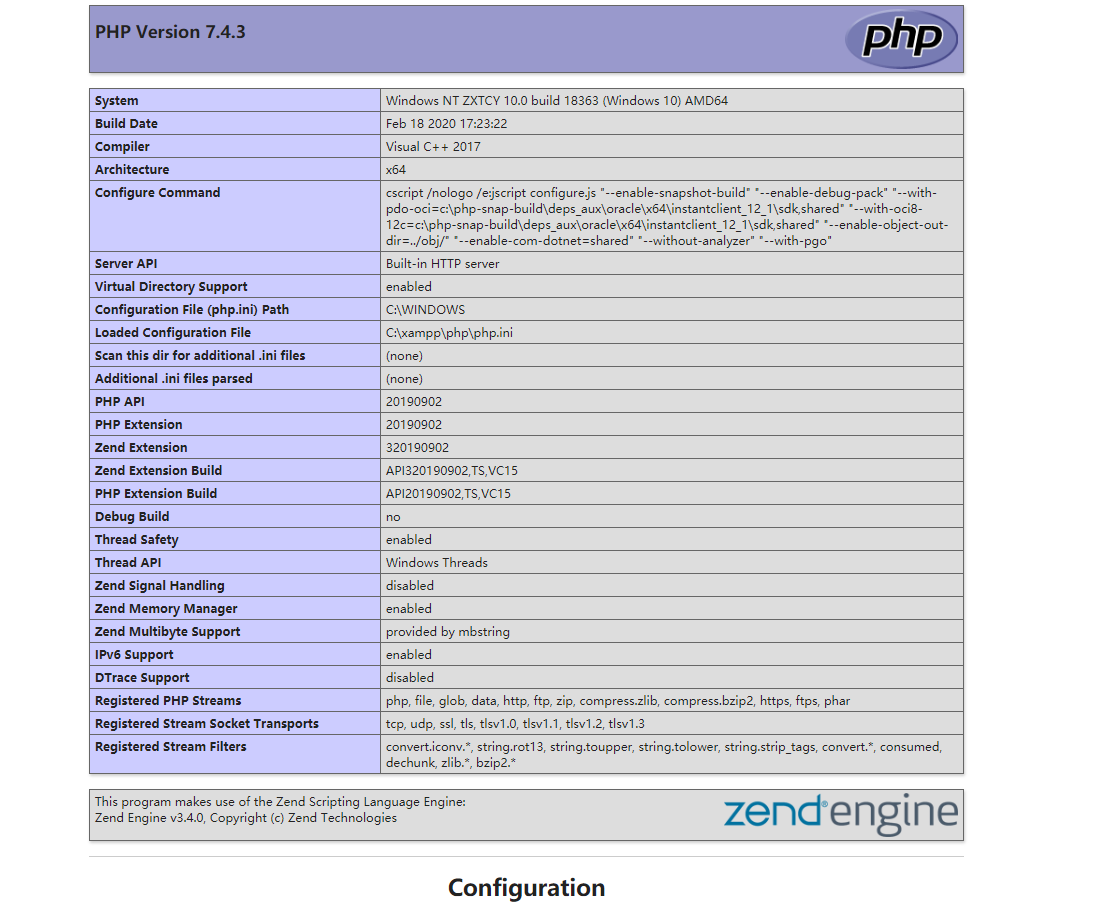 PHP Version 7.4.3
php
System Windows NT ZXTCY 10.0 build 18363 (Windows 10) AMD64
Build Date Feb 18 2020 17:23:22
Compiler Visual C++ 2017
Architecture x64
Configure Command cscript /nologo /e:jscript configure.js "--enable-snapshot-build" "--enable-debug-pack" "--with-
pdo-oci=c:\php-snap-build\deps_aux\oracle\x64\instantclient_12_1\sdk,shared" "--with-oci8-
12c=c:\php-snap-build\deps_aux\oracle\x64\instantclient_12_1\sdk,shared" "--enable-object-out-
dir=../obj/" "--enable-com-dotnet=shared" "--without-analyzer" "--with-pgo"
Server API Built-in HTTP server
Virtual Directory Support enabled
Configuration File (php.ini) Path C:\WINDOWS
Loaded Configuration File C:\xampp\php\php.ini
Scan this dir for additional .ini files (none)
Additional .ini files parsed (none)
PHP API 20190902
PHP Extension 20190902
Zend Extension 320190902
Zend Extension Build API320190902,TS,VC15
PHP Extension Build API20190902,TS,VC15
Debug Build no
Thread Safety enabled
Thread API Windows Threads
Zend Signal Handling disabled
Zend Memory Manager enabled
Zend Multibyte Support provided by mbstring
IPv6 Support enabled
DTrace Support disabled
Registered PHP Streams php, file, glob, data, http, ftp, zip, compress.zlib, compress.bzip2, https, ftps, phar
Registered Stream Socket Transports tcp, udp, ssl, tls, tlsv1.0, tlsv1.1, tlsv1.2, tlsv1.3
Registered Stream Filters convert.iconv.*, string.rot13, string.toupper, string.tolower, string.strip_tags, convert.*, consumed,
dechunk, zlib.*, bzip2.*
This program makes use of the Zend Scripting Language Engine:
Zend Engine v3.4.0, Copyright (c) Zend Technologies
zend®engine
Configuration